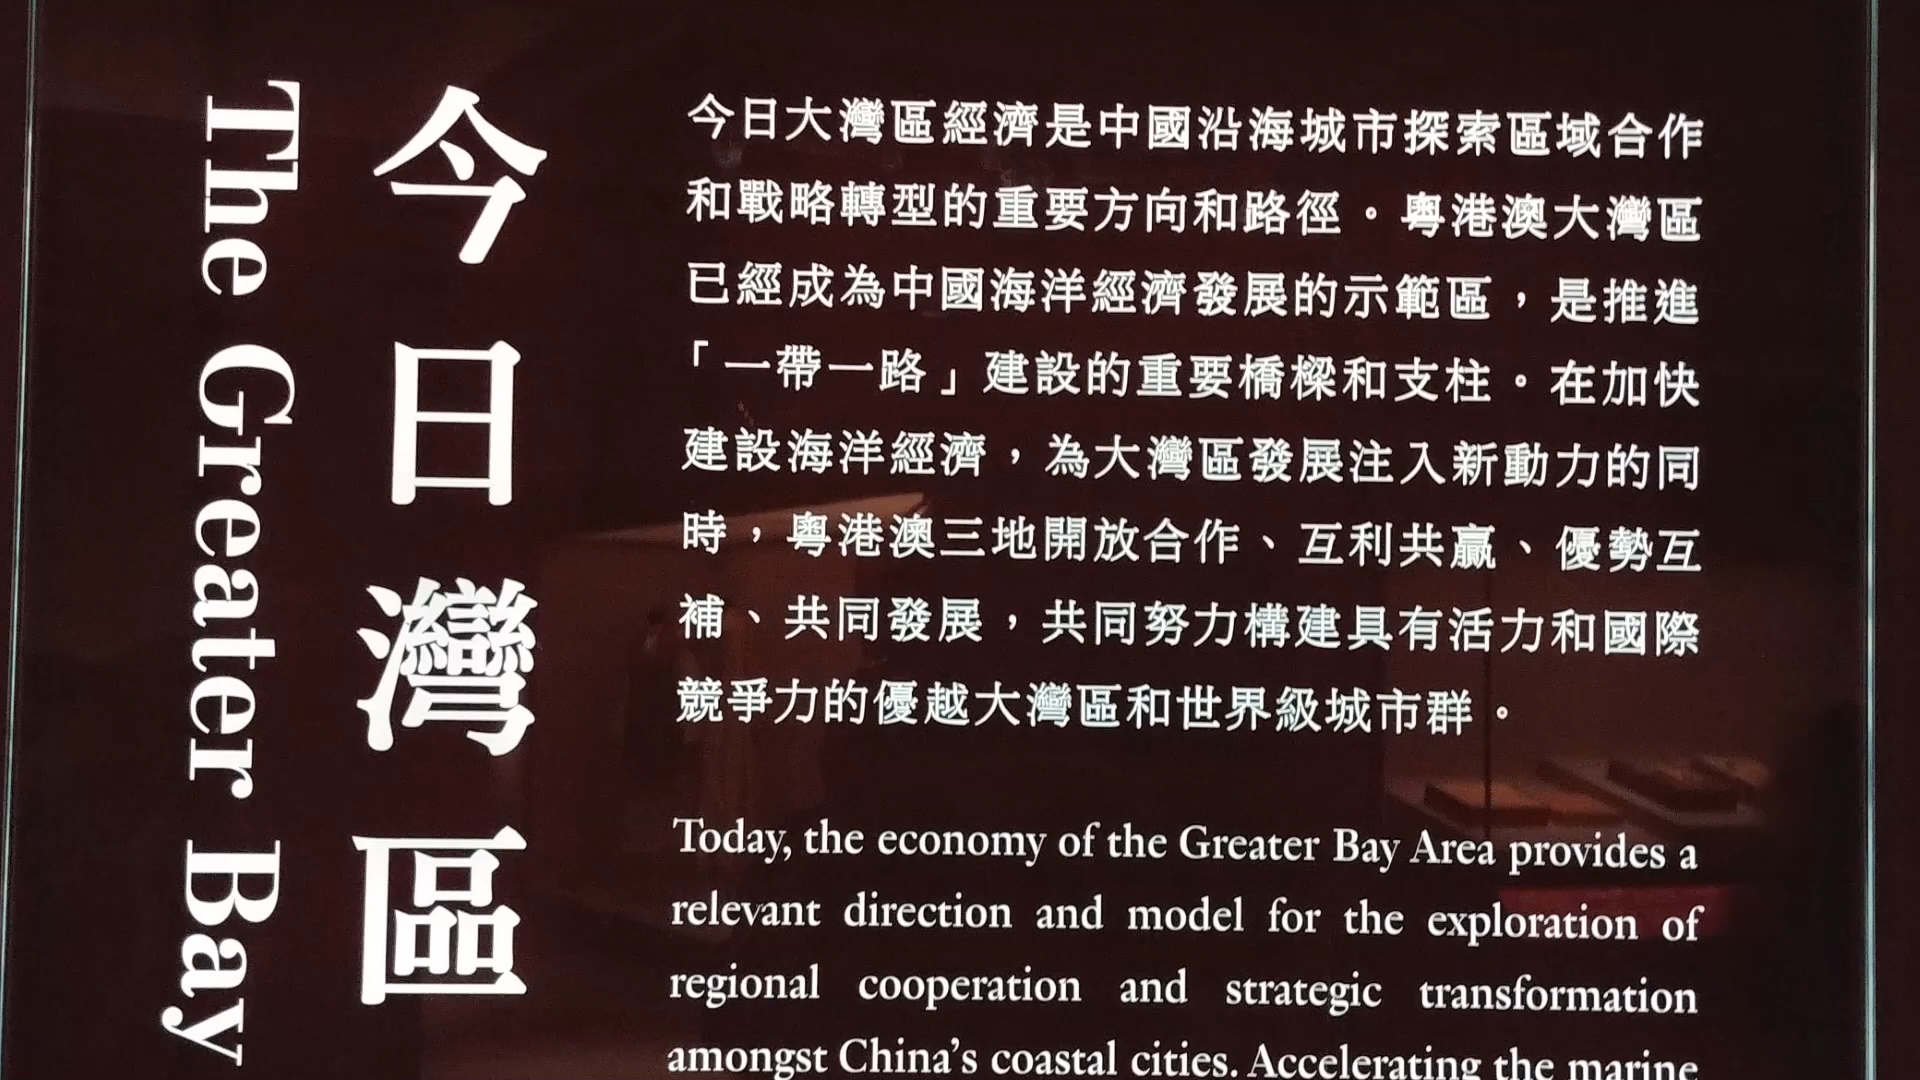 今日灣區
The Greater Bay
今日大灣區經濟是中國沿海城市探索區域合作
和戰略轉型的重要方向和路徑。粵港澳大灣區
已經成為中國海洋經濟發展的示範區，是推進
「一帶一路」建設的重要橋樑和支柱。在加快
建設海洋經濟，為大灣區發展注入新動力的同
時，粵港澳三地開放合作、互利共贏、優勢互
補、共同發展，共同努力構建具有活力和國際
競爭力的優越大灣區和世界級城市群。
Today, the economy of the Greater Bay Area provides a
relevant direction and model for the exploration of
regional cooperation and strategic transformation
amongst China's coastal cities. Accelerating the marine